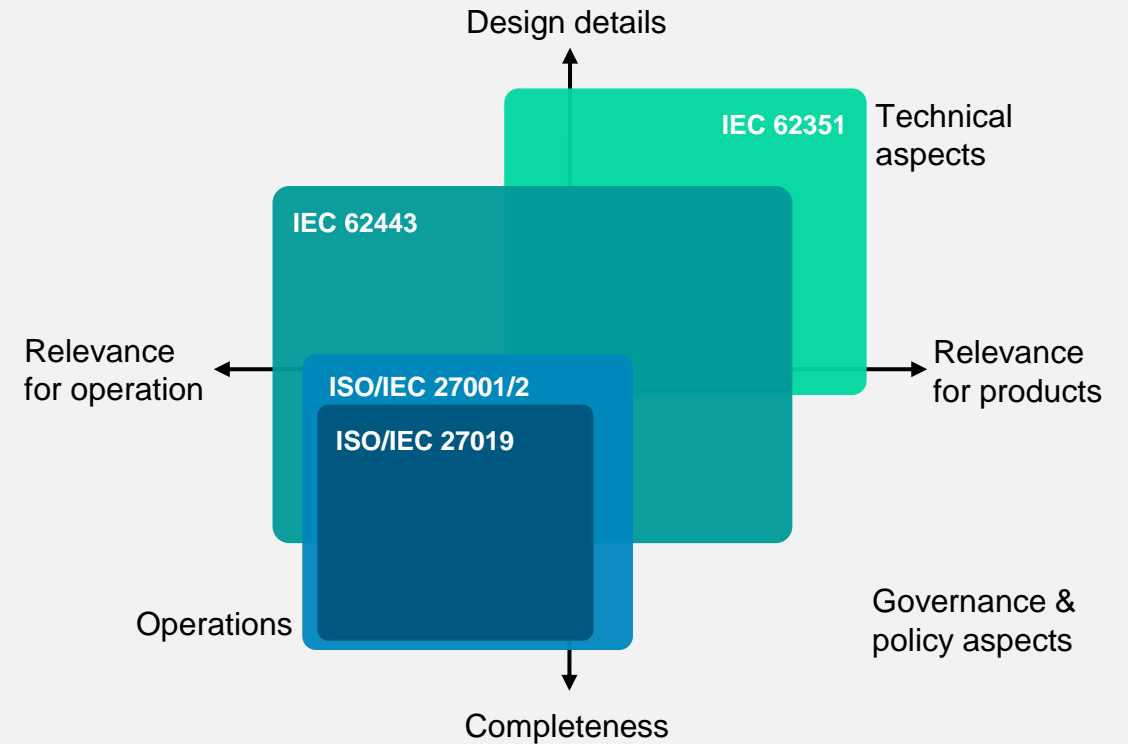 Design details
IEC 62351
Technical
aspects
IEC 62443
Relevance
for operation
Relevance
for products
ISO/IEC 27001/2
ISO/IEC 27019
Operations
Governance &
policy aspects
Completeness